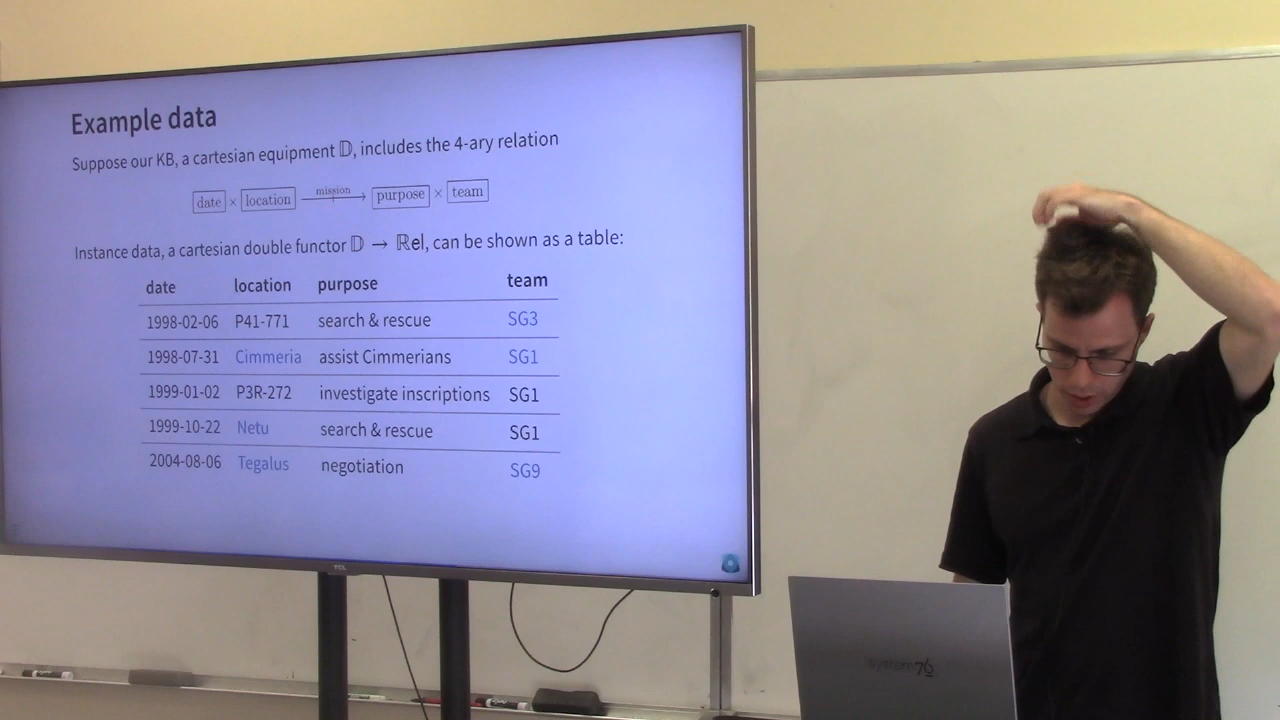 Example data
Suppose our KB, a cartesian equipment 𝔻, includes the 4-ary relation
mission
date × location → purpose × team
Instance data, a cartesian double functor 𝔻 → ℝel, can be shown as a table:
date location purpose team
1998-02-06 P41-771 search & rescue SG3
1998-07-31 Cimmeria assist Cimmerians SG1
1999-01-02 P3R-272 investigate inscriptions SG1
1999-10-22 Netu search & rescue SG1
2004-08-06 Tegalus negotiation SG9
TCL
system76